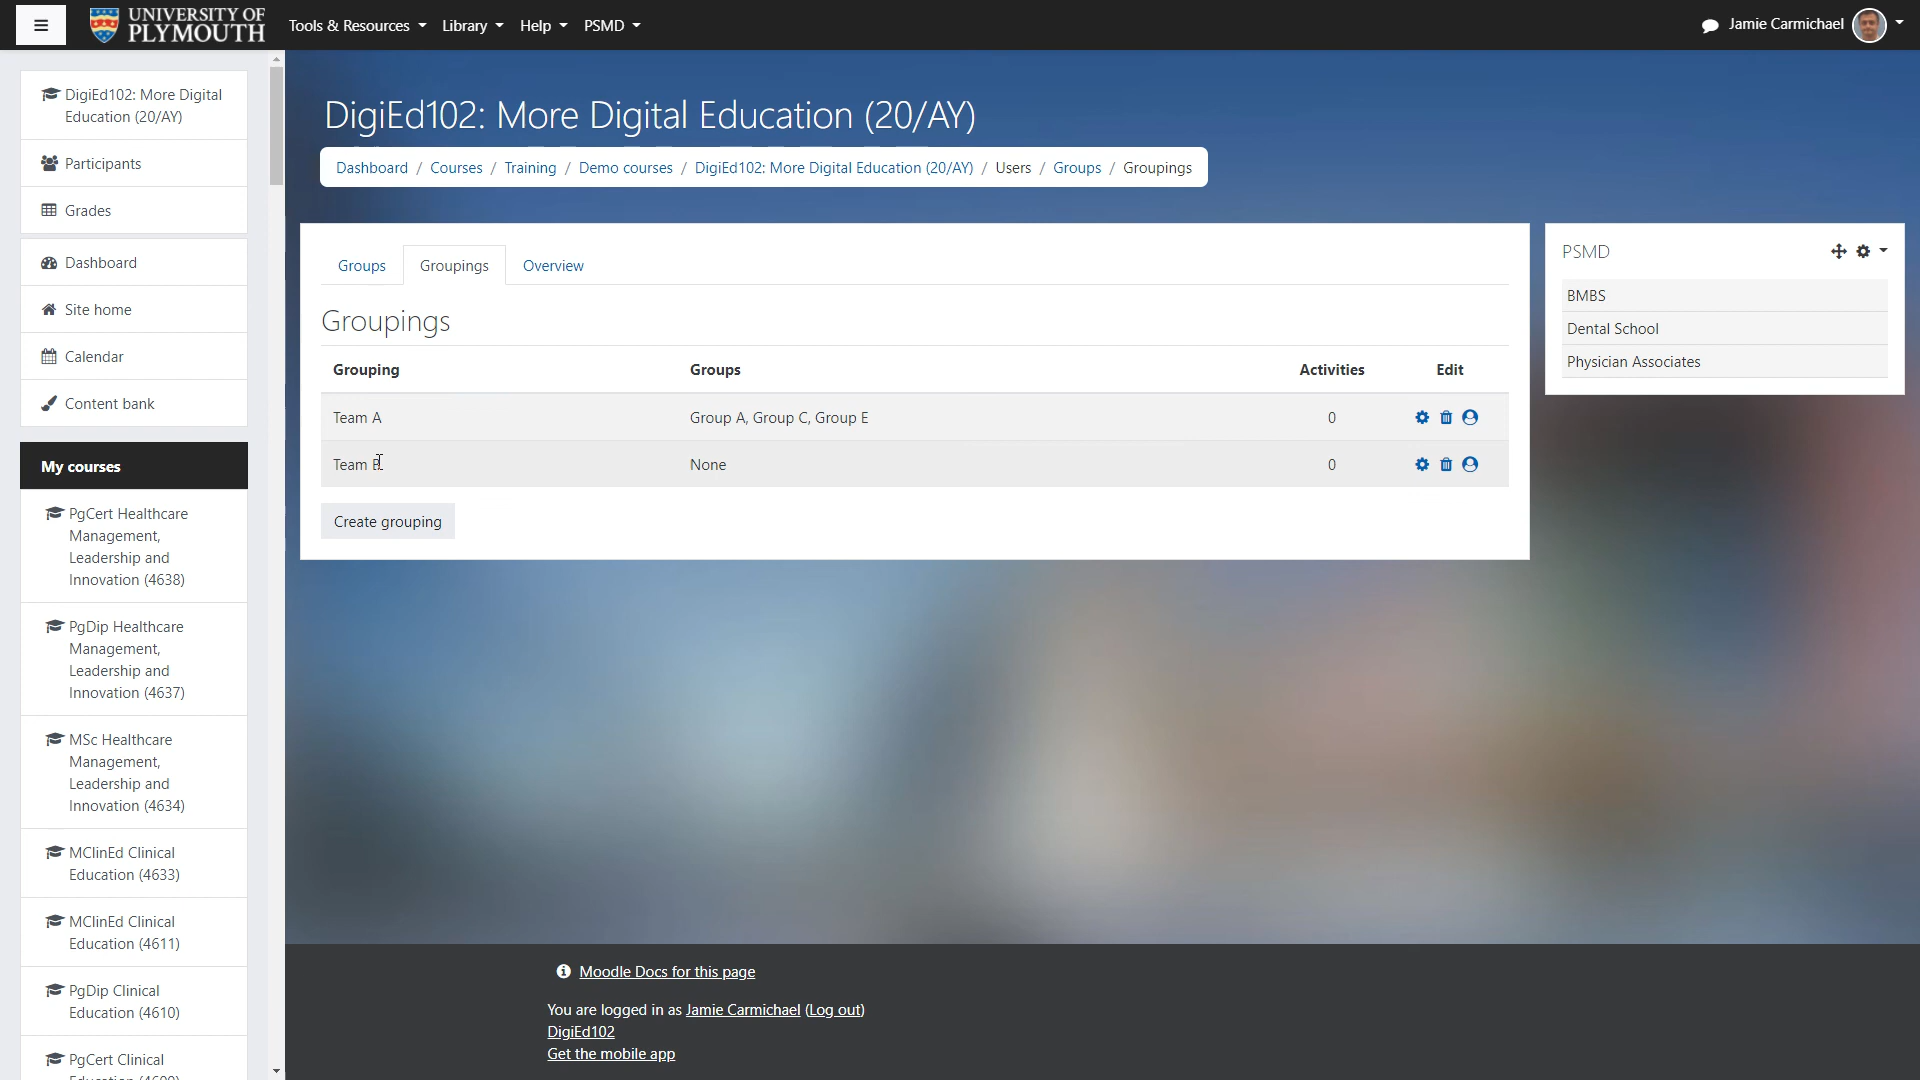 UNIVERSITY OF
PLYMOUTH
Tools & Resources
Library
Help
PSMD
Jamie Carmichael
DigiEd102: More Digital
Education (20/AY)
Participants
Grades
Dashboard
Site home
Calendar
Content bank
My courses
PgCert Healthcare
Management,
Leadership and
Innovation (4638)
PgDip Healthcare
Management,
Leadership and
Innovation (4637)
MSc Healthcare
Management,
Leadership and
Innovation (4634)
MClinEd Clinical
Education (4633)
MClinEd Clinical
Education (4611)
PgDip Clinical
Education (4610)
PgCert Clinical
DigiEd102: More Digital Education (20/AY)
Dashboard / Courses / Training / Demo courses / DigiEd102: More Digital Education (20/AY) / Users / Groups / Groupings
Groups
Groupings
Overview
Groupings
Grouping Groups Activities Edit
Team A Group A, Group C, Group E 0
Team B None 0
Create grouping
PSMD
BMBS
Dental School
Physician Associates
Moodle Docs for this page
You are logged in as Jamie Carmichael (Log out)
DigiEd102
Get the mobile app